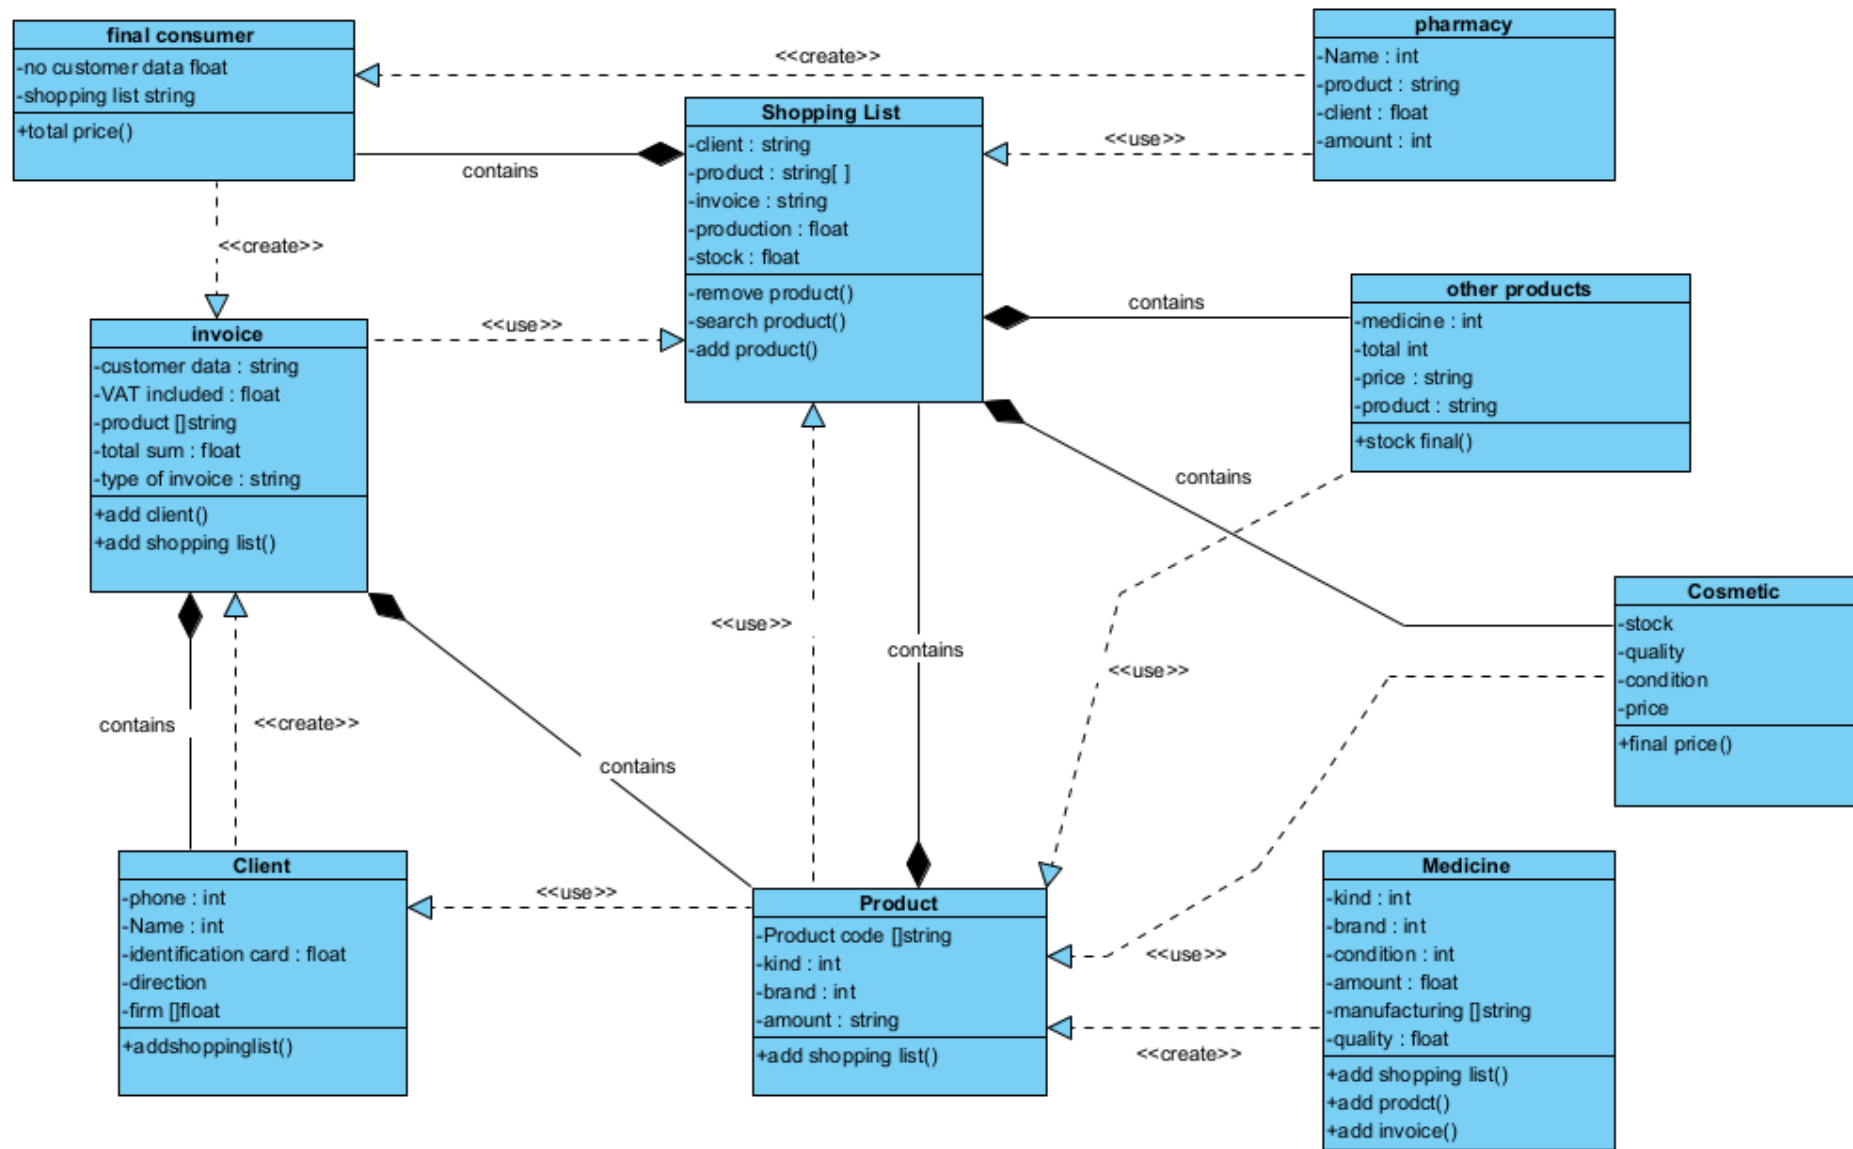 final consumer
-no customer data float
-shopping list string
+total price()
<<create>>
pharmacy
-Name : int
-product : string
-client : float
-amount : int
Shopping List
-client : string
-product : string[ ]
-invoice : string
-production : float
-stock : float
-remove product()
-search product()
-add product()
contains
<<use>>
<<create>>
<<use>>
contains
other products
-medicine : int
-total int
-price : string
-product : string
+stock final()
invoice
-customer data : string
-VAT included : float
-product []string
-total sum : float
-type of invoice : string
+add client()
+add shopping list()
contains
Cosmetic
-stock
-quality
-condition
-price
+final price()
<<use>>
contains
<<use>>
contains
<<create>>
contains
Client
-phone : int
-Name : int
-identification card : float
-direction
-firm []float
+addshoppinglist()
<<use>>
Product
-Product code []string
-kind : int
-brand : int
-amount : string
+add shopping list()
<<use>>
<<create>>
Medicine
-kind : int
-brand : int
-condition : int
-amount : float
-manufacturing []string
-quality : float
+add shopping list()
+add prodct()
+add invoice()